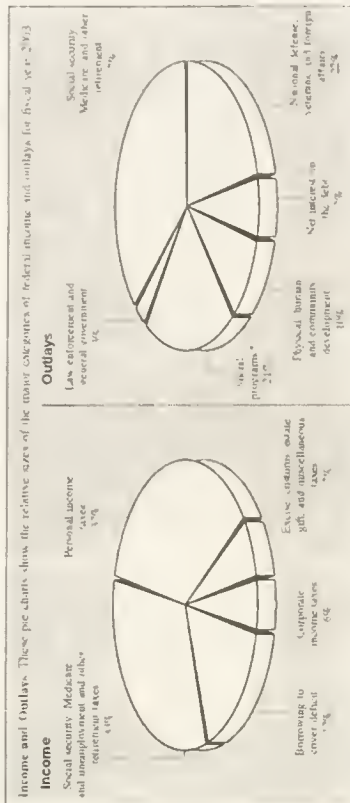 Income and Outlays. These pie charts show the relative sizes of the major categories of federal income and outlays for fiscal year 2003
Income
Social security, Medicare
and unemployment and other
retirement taxes
Personal income
taxes
Borrowing to
cover deficit
Corporate
income taxes
6%
Excise, customs, estate
gift, and miscellaneous
taxes
Outlays
Law enforcement and
general government
Social security
Medicare and other
retirement
Social
programs
21%
Physical, human
and community
development
Net interest on
the debt
National defense,
veterans, and foreign
affairs